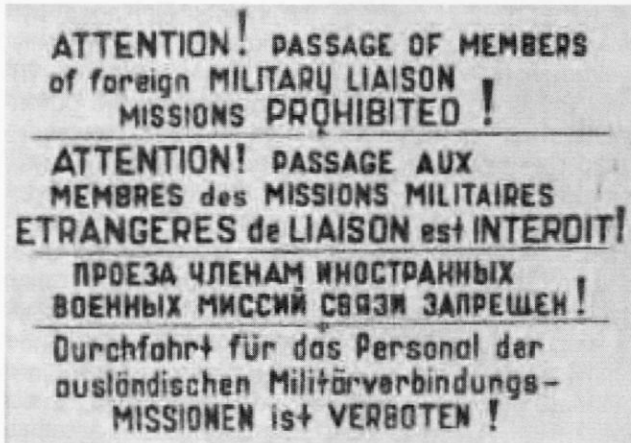 ATTENTION! PASSAGE OF MEMBERS
of foreign MILITARY LIAISON
MISSIONS PROHIBITED !
ATTENTION! PASSAGE AUX
MEMBRES des MISSIONS MILITAIRES
ETRANGERES de LIAISON est INTERDIT!
ПРОЕЗА ЧЛЕНАМ ИНОСТРАННЫХ
ВОЕННЫХ МИССИЙ СВЯЗИ ЗАПРЕЩЕН!
Durchfahrt für das Personal der
ausländischen Militärverbindungs-
MISSIONEN ist VERBOTEN !